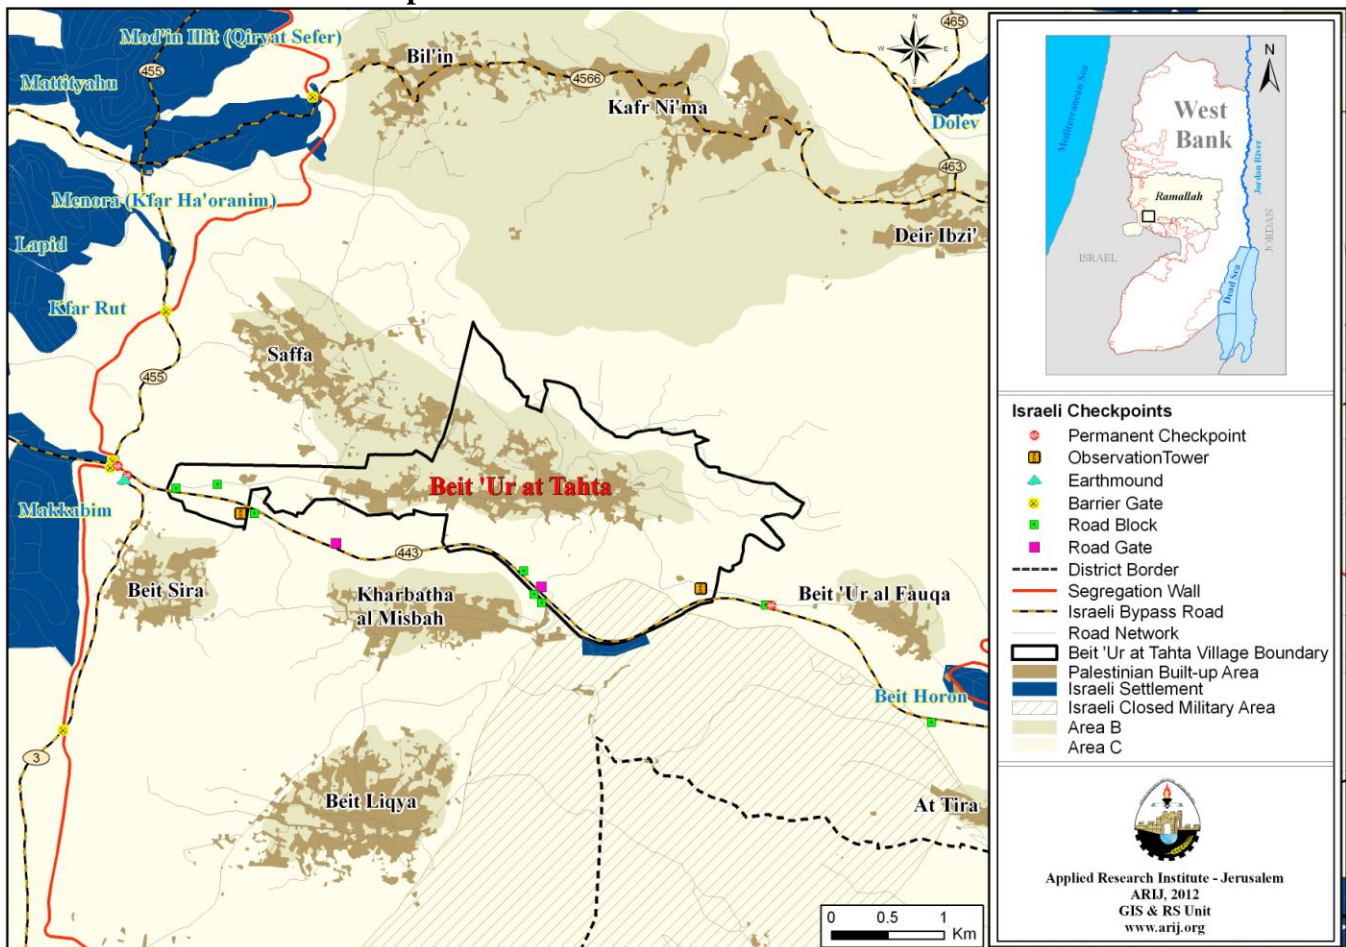 Mod'in Illit (Qiryat Sefer)
455
Mattityahu
Bil'in
4566
Kafr Ni'ma
N
W
E
S
465
Dolev
463
Deir Ibzi'
Menora (Kfar Ha'oranim)
Lapid
Kfar Rut
Saffa
455
Beit 'Ur at Tahta
Makkabim
443
Beit Sira
Kharbatha
al Misbah
Beit 'Ur al Fauqa
Beit Horon
3
Beit Liqya
At Tira
0 0.5 1
Km
N
Mediterranean Sea
West
Bank
Jordan River
Ramallah
ISRAEL
JORDAN
Dead Sea
Israeli Checkpoints
Permanent Checkpoint
ObservationTower
Earthmound
Barrier Gate
Road Block
Road Gate
District Border
Segregation Wall
Israeli Bypass Road
Road Network
Beit 'Ur at Tahta Village Boundary
Palestinian Built-up Area
Israeli Settlement
Israeli Closed Military Area
Area B
Area C
Applied Research Institute - Jerusalem
ARIJ, 2012
GIS & RS Unit
www.arij.org